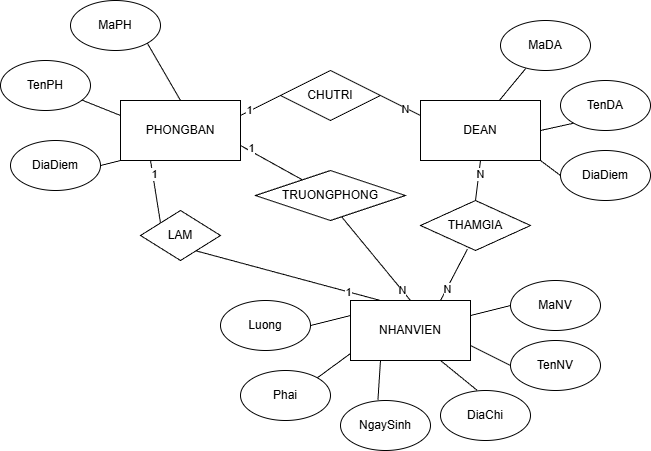 MaPH
MaDA
TenPH
CHUTRI
1
N
TenDA
PHONGBAN
DEAN
1
DiaDiem
DiaDiem
1
N
TRUONGPHONG
THAMGIA
LAM
1
N
N
MaNV
Luong
NHANVIEN
TenNV
Phai
DiaChi
NgaySinh